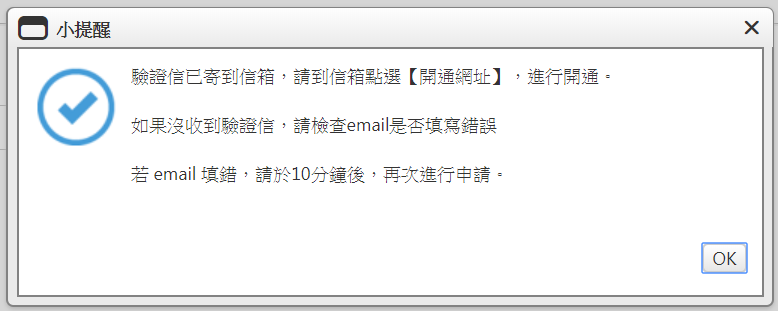 小提醒
驗證信已寄到信箱，請到信箱點選【開通網址】，進行開通。
如果沒收到驗證信，請檢查email是否填寫錯誤
若 email 填錯，請於10分鐘後，再次進行申請。
OK